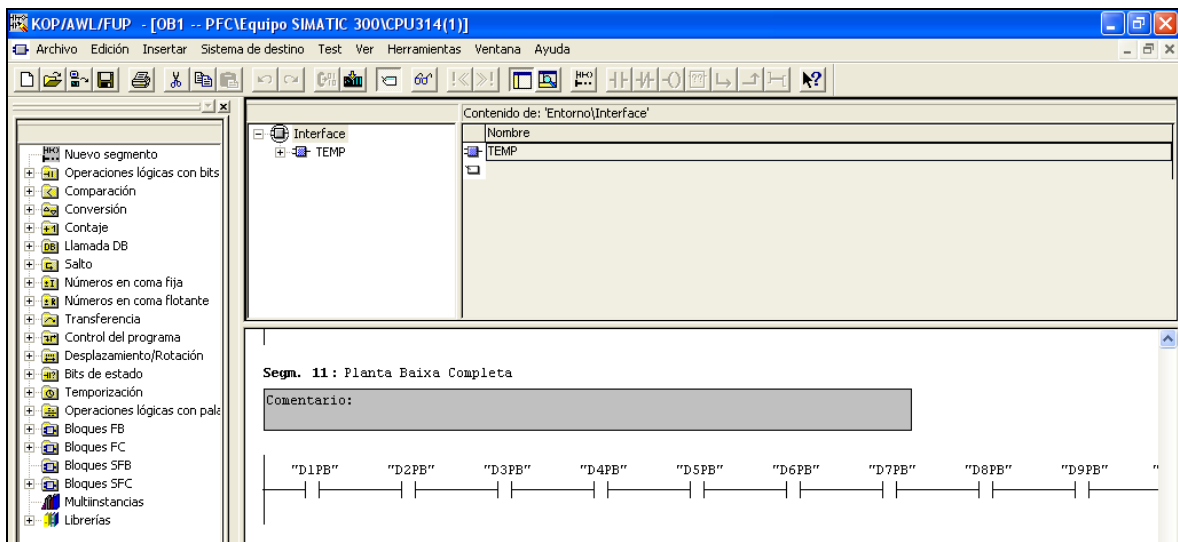 KOP/AWL/FUP - [OB1 -- PFC\Equipo SIMATIC 300\CPU314(1)]
Archivo Edición Insertar Sistema de destino Test Ver Herramientas Ventana Ayuda
Contenido de: 'Entorno\Interface'
Interface
TEMP
Nombre
TEMP
Nuevo segmento
Operaciones lógicas con bits
Comparación
Conversión
Contaje
Llamada DB
Salto
Números en coma fija
Números en coma flotante
Transferencia
Control del programa
Desplazamiento/Rotación
Bits de estado
Temporización
Operaciones lógicas con pala
Bloques FB
Bloques FC
Bloques SFB
Bloques SFC
Multiinstancias
Librerías
Segm. 11: Planta Baixa Completa
Comentario:
"D1PB" "D2PB" "D3PB" "D4PB" "D5PB" "D6PB" "D7PB" "D8PB" "D9PB" "